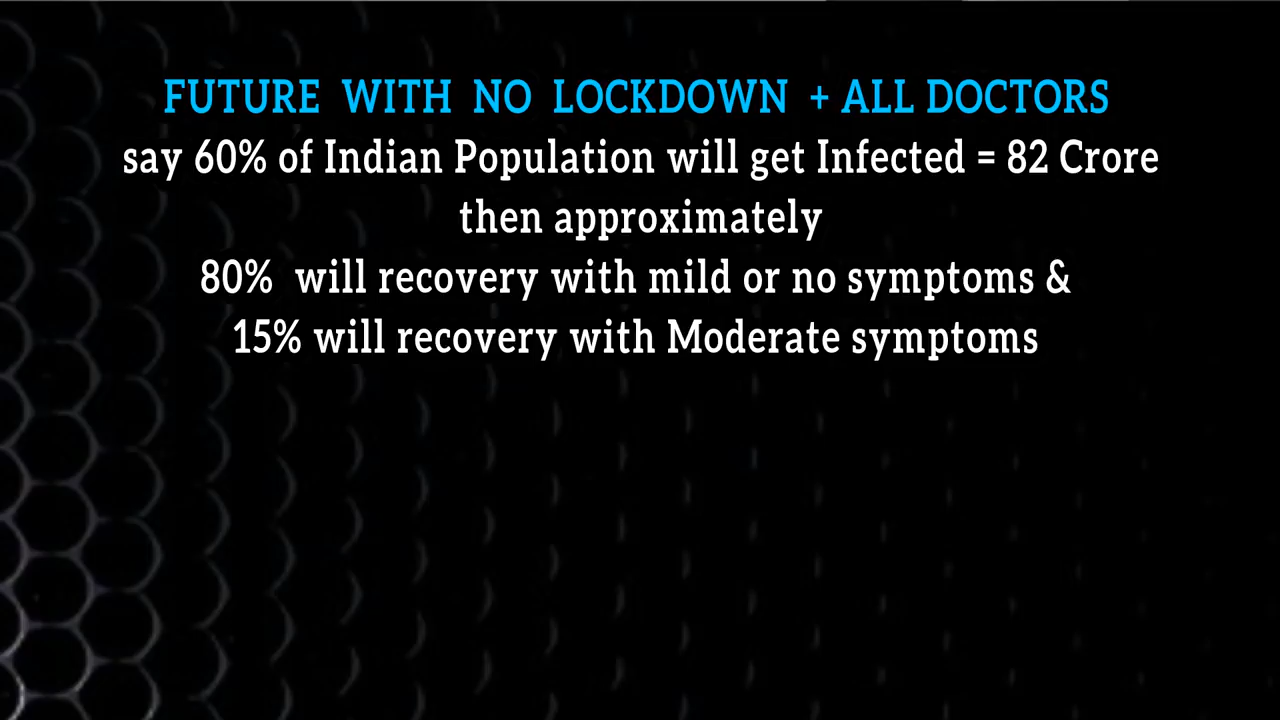 FUTURE WITH NO LOCKDOWN + ALL DOCTORS
say 60% of Indian Population will get Infected = 82 Crore
then approximately
80% will recovery with mild or no symptoms &
15% will recovery with Moderate symptoms